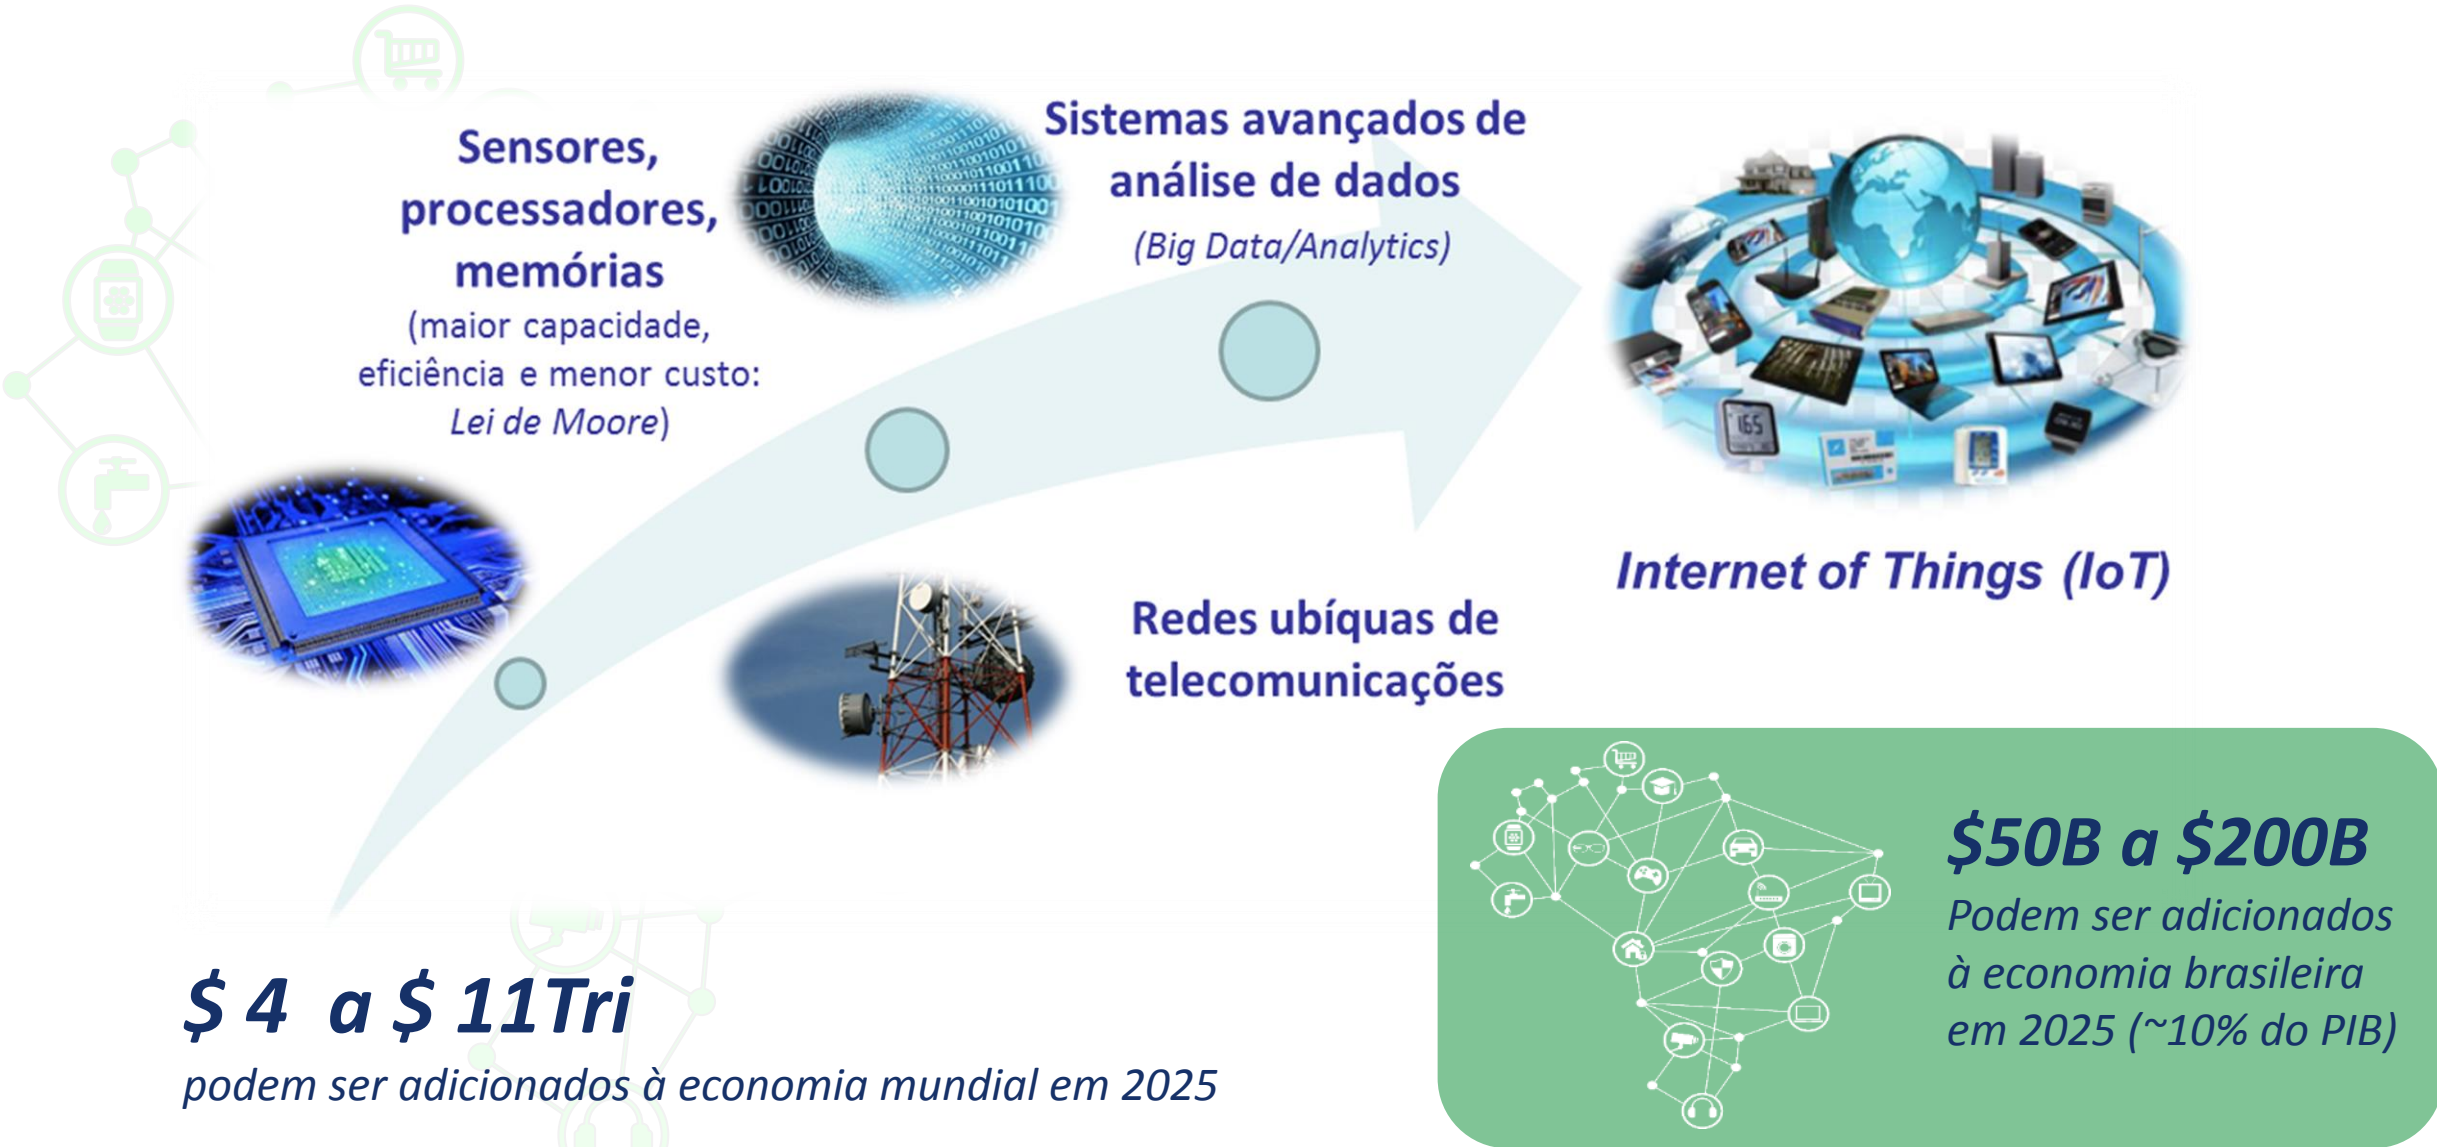 Sensores,
processadores,
memórias
(maior capacidade,
eficiência e menor custo:
Lei de Moore)
Sistemas avançados de
análise de dados
(Big Data/Analytics)
Internet of Things (IoT)
Redes ubíquas de
telecomunicações
$50B a $200B
Podem ser adicionados
à economia brasileira
em 2025 (~10% do PIB)
$ 4 a $ 11Tri
podem ser adicionados à economia mundial em 2025